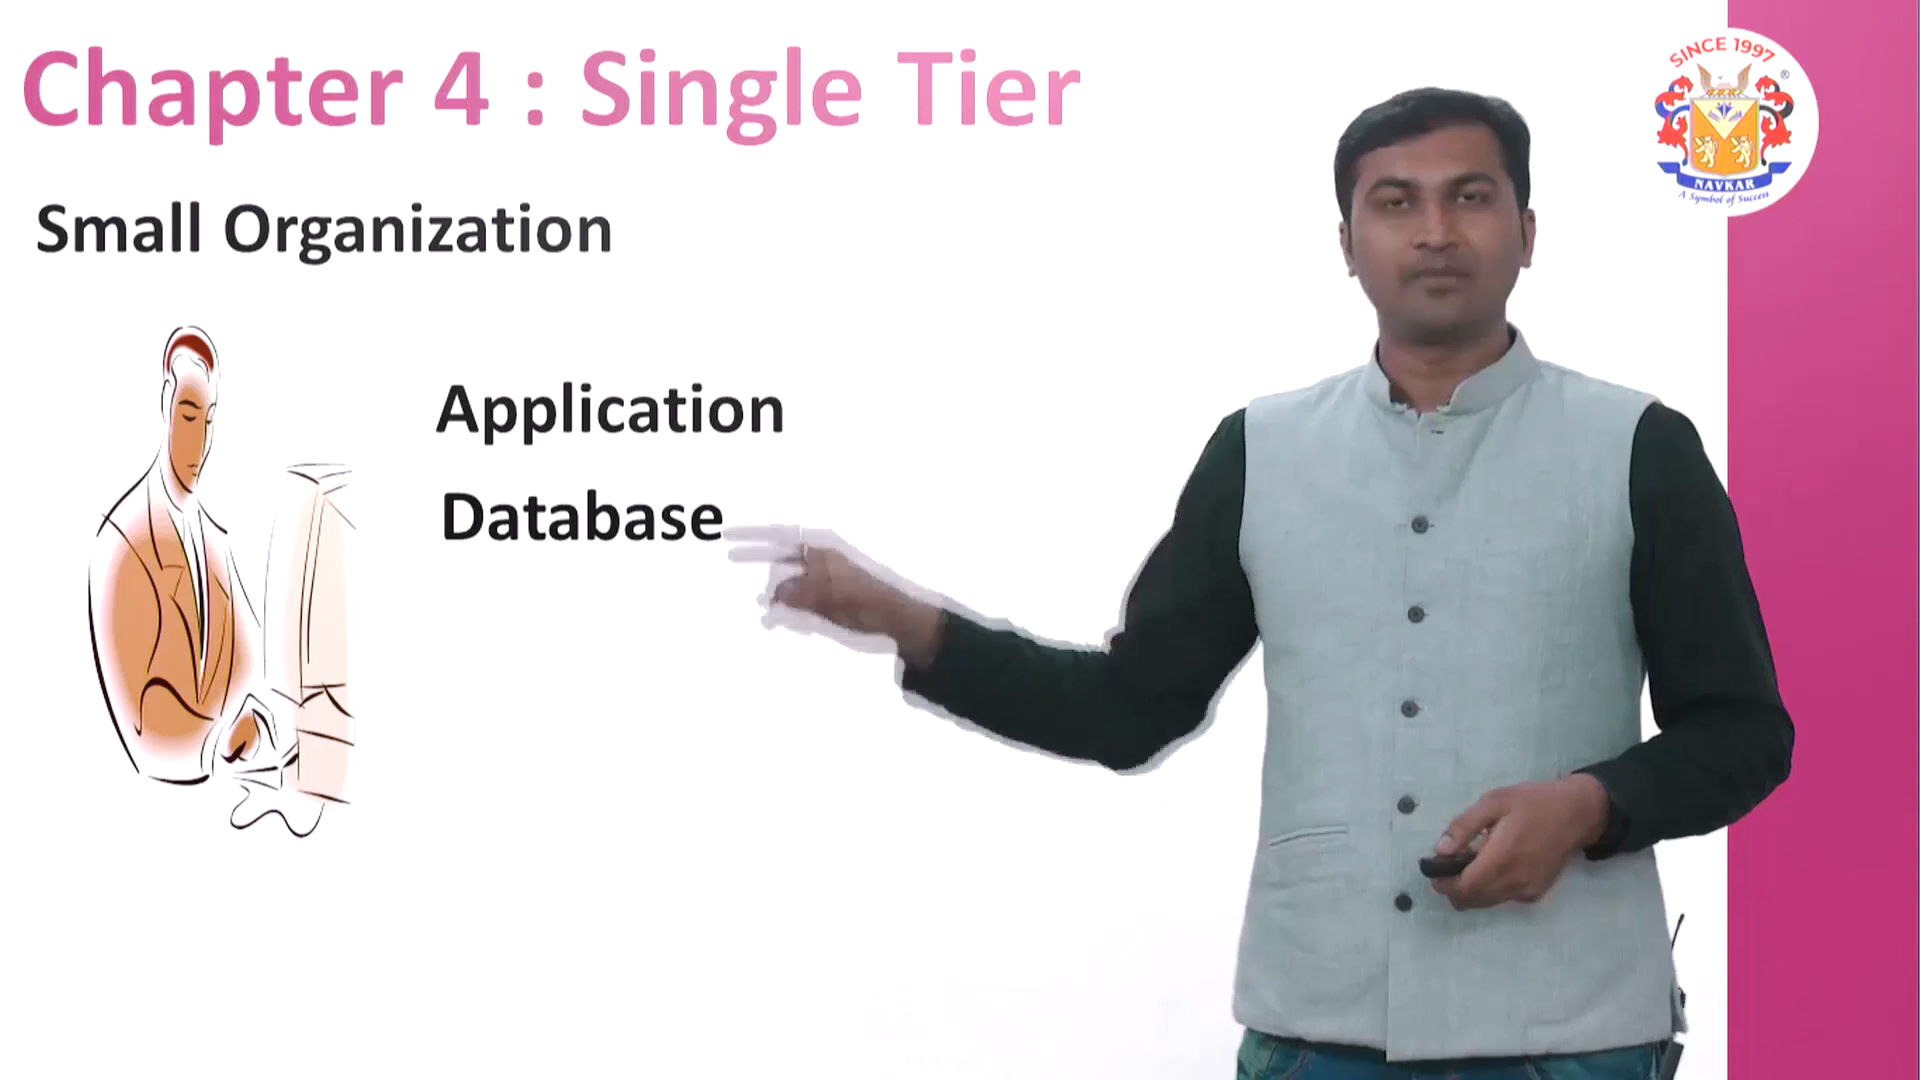 Chapter 4 : Single Tier
SINCE 1997
®
NAVKAR
A Symbol of Success
Small Organization
Application
Database